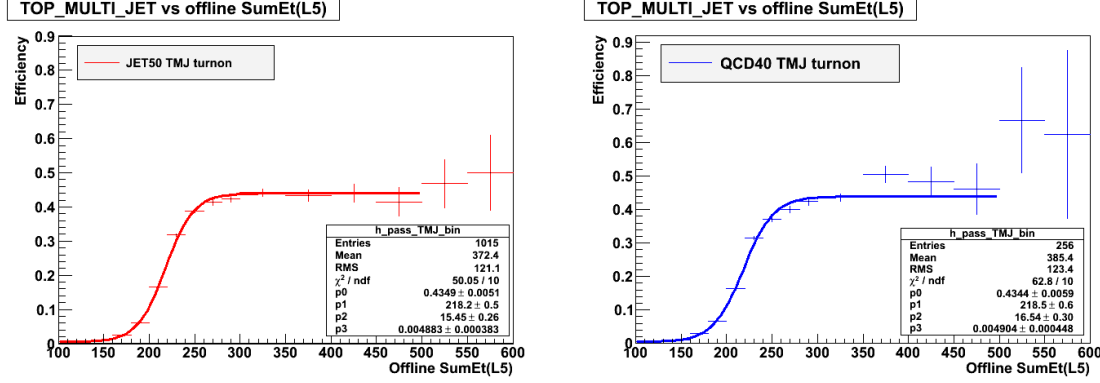 TOP_MULTI_JET vs offline SumEt(L5)
Efficiency
0.9
0.8
0.7
0.6
0.5
0.4
0.3
0.2
0.1
0
JET50 TMJ turnon
h_pass_TMJ_bin
Entries 1015
Mean 372.4
RMS 121.1
χ² / ndf 50.05 / 10
p0 0.4349 ± 0.0051
p1 218.2 ± 0.5
p2 15.45 ± 0.26
p3 0.004883 ± 0.000383
100 150 200 250 300 350 400 450 500 550 600
Offline SumEt(L5)
TOP_MULTI_JET vs offline SumEt(L5)
Efficiency
0.9
0.8
0.7
0.6
0.5
0.4
0.3
0.2
0.1
0
QCD40 TMJ turnon
h_pass_TMJ_bin
Entries 256
Mean 385.4
RMS 123.4
χ² / ndf 62.8 / 10
p0 0.4344 ± 0.0059
p1 218.5 ± 0.6
p2 16.54 ± 0.30
p3 0.004904 ± 0.000448
100 150 200 250 300 350 400 450 500 550 600
Offline SumEt(L5)